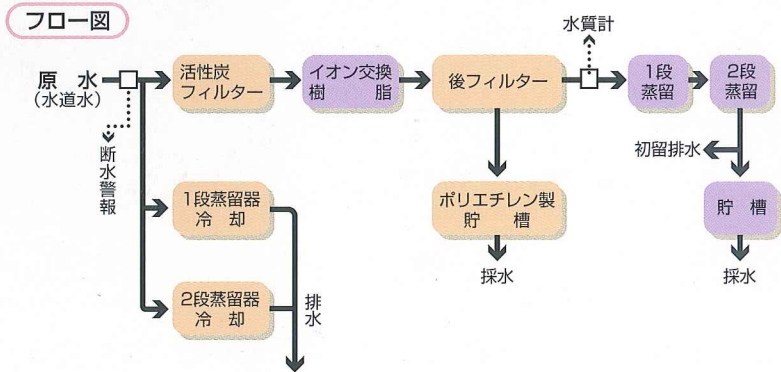 フロー図
水質計
原水
(水道水)
活性炭
フィルター
イオン交換
樹脂
後フィルター
1段
蒸留
2段
蒸留
断水警報
初留排水
1段蒸留器
冷却
ポリエチレン製
貯槽
貯槽
採水
採水
2段蒸留器
冷却
排水